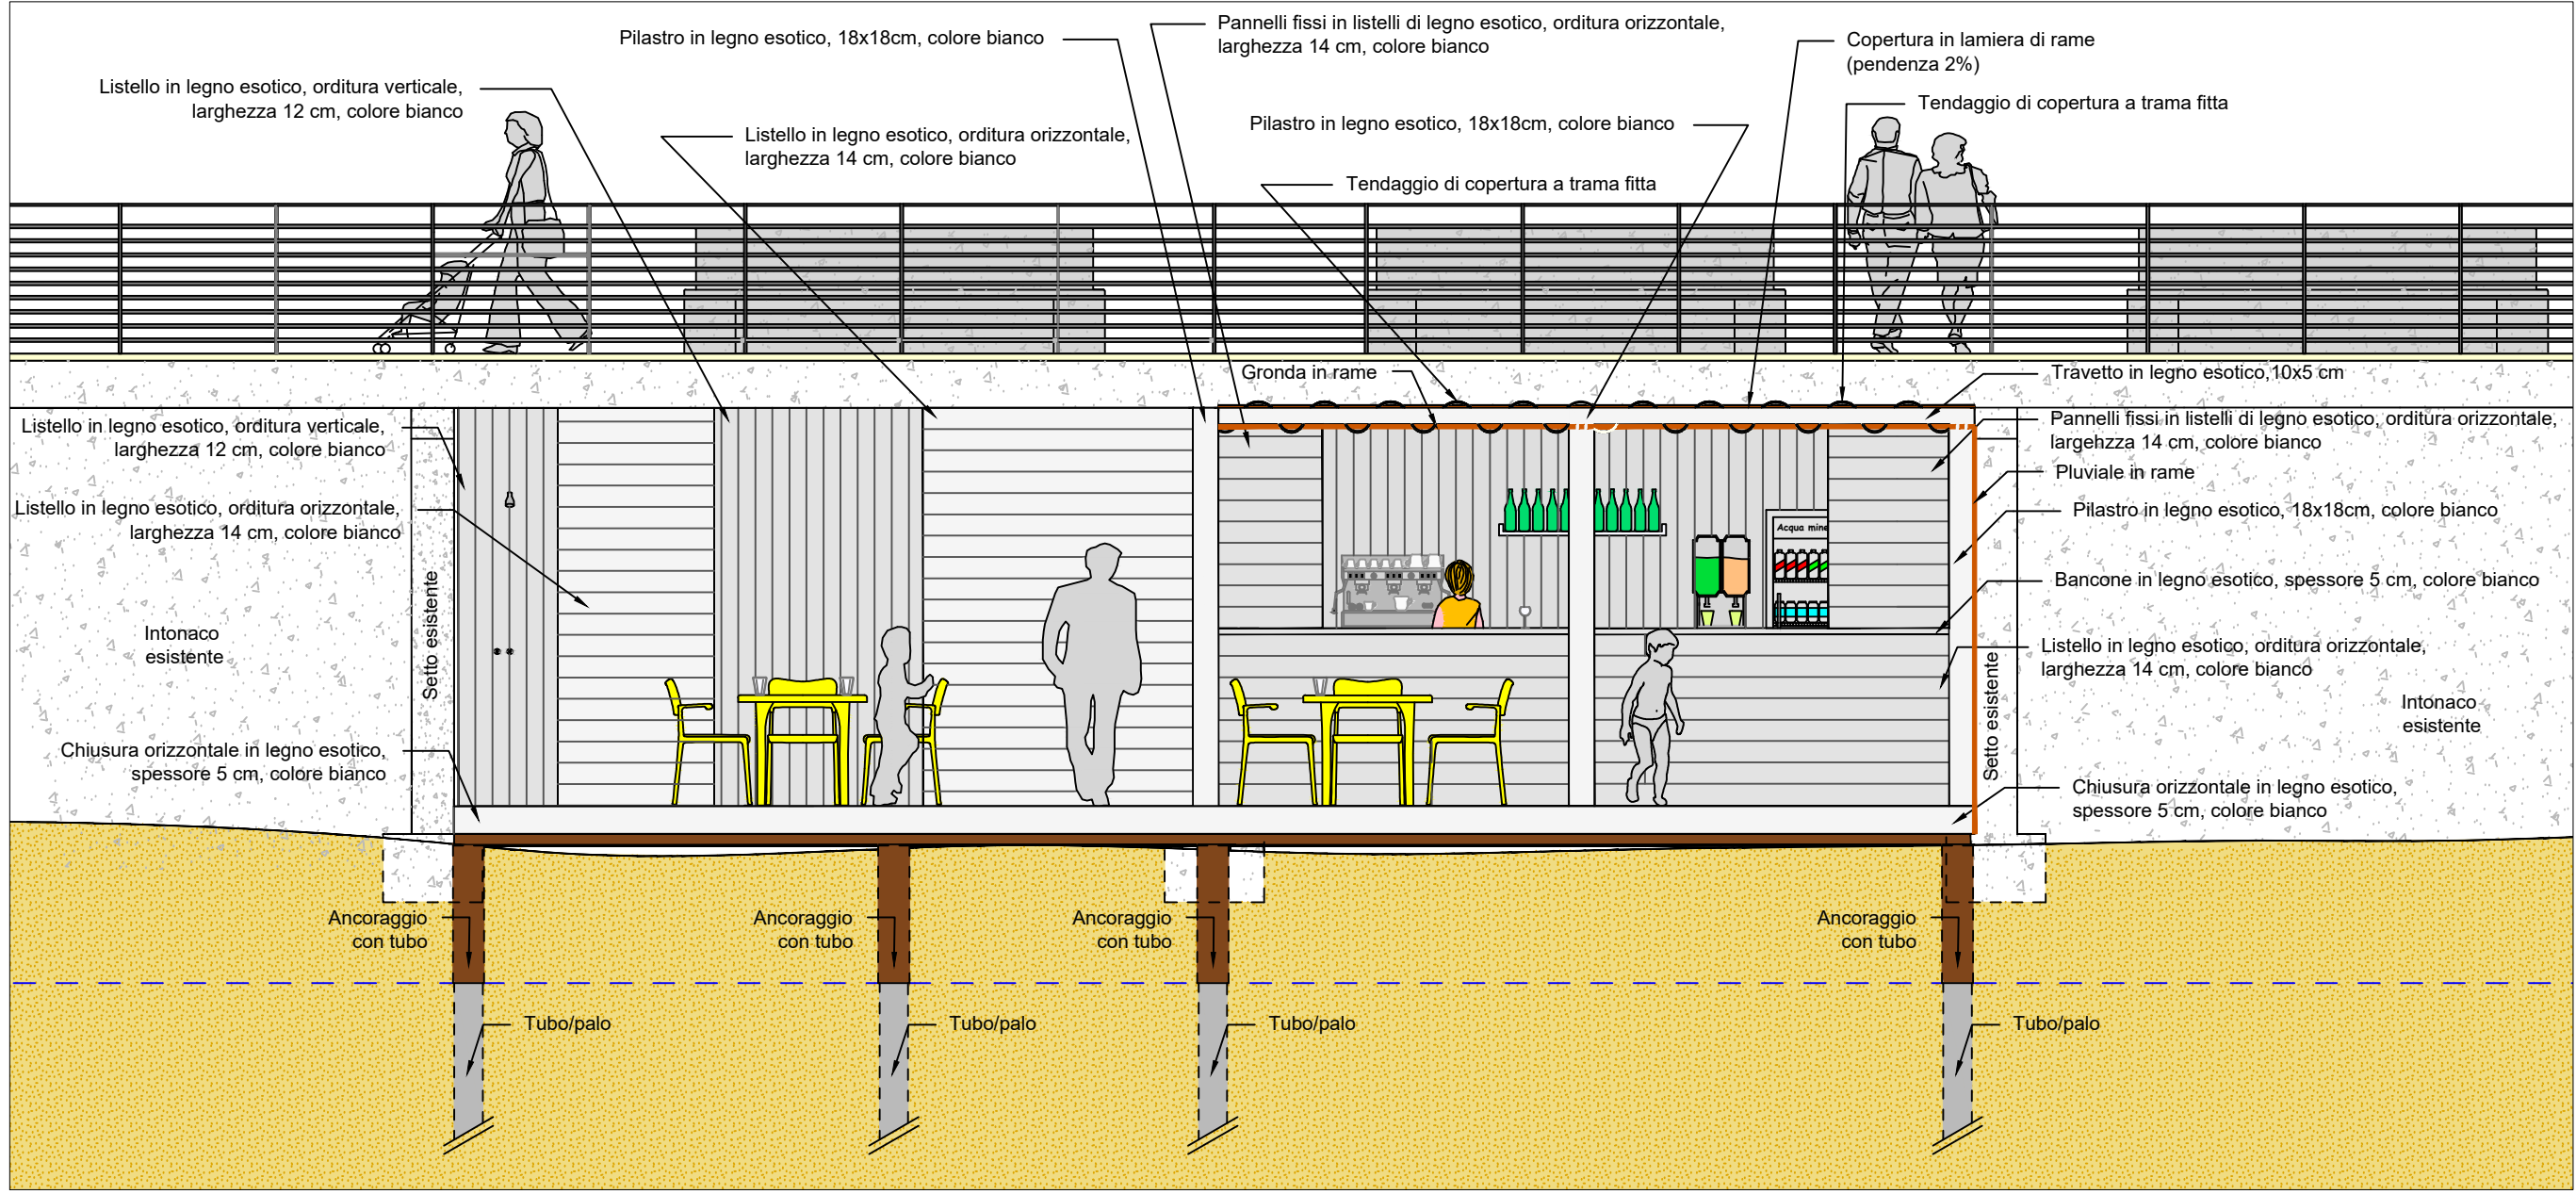 Pilastro in legno esotico, 18x18cm, colore bianco
Pannelli fissi in listelli di legno esotico, orditura orizzontale,
larghezza 14 cm, colore bianco
Copertura in lamiera di rame
(pendenza 2%)
Listello in legno esotico, orditura verticale,
larghezza 12 cm, colore bianco
Listello in legno esotico, orditura orizzontale,
larghezza 14 cm, colore bianco
Pilastro in legno esotico, 18x18cm, colore bianco
Tendaggio di copertura a trama fitta
Tendaggio di copertura a trama fitta
Gronda in rame
Travetto in legno esotico,10x5 cm
Listello in legno esotico, orditura verticale,
larghezza 12 cm, colore bianco
Pannelli fissi in listelli di legno esotico, orditura orizzontale,
largehzza 14 cm, colore bianco
Pluviale in rame
Listello in legno esotico, orditura orizzontale,
larghezza 14 cm, colore bianco
Pilastro in legno esotico, 18x18cm, colore bianco
Acqua mine
Bancone in legno esotico, spessore 5 cm, colore bianco
Intonaco
esistente
Setto esistente
Listello in legno esotico, orditura orizzontale,
larghezza 14 cm, colore bianco
Setto esistente
Intonaco
esistente
Chiusura orizzontale in legno esotico,
spessore 5 cm, colore bianco
Chiusura orizzontale in legno esotico,
spessore 5 cm, colore bianco
Ancoraggio
con tubo
Ancoraggio
con tubo
Ancoraggio
con tubo
Ancoraggio
con tubo
Tubo/palo
Tubo/palo
Tubo/palo
Tubo/palo